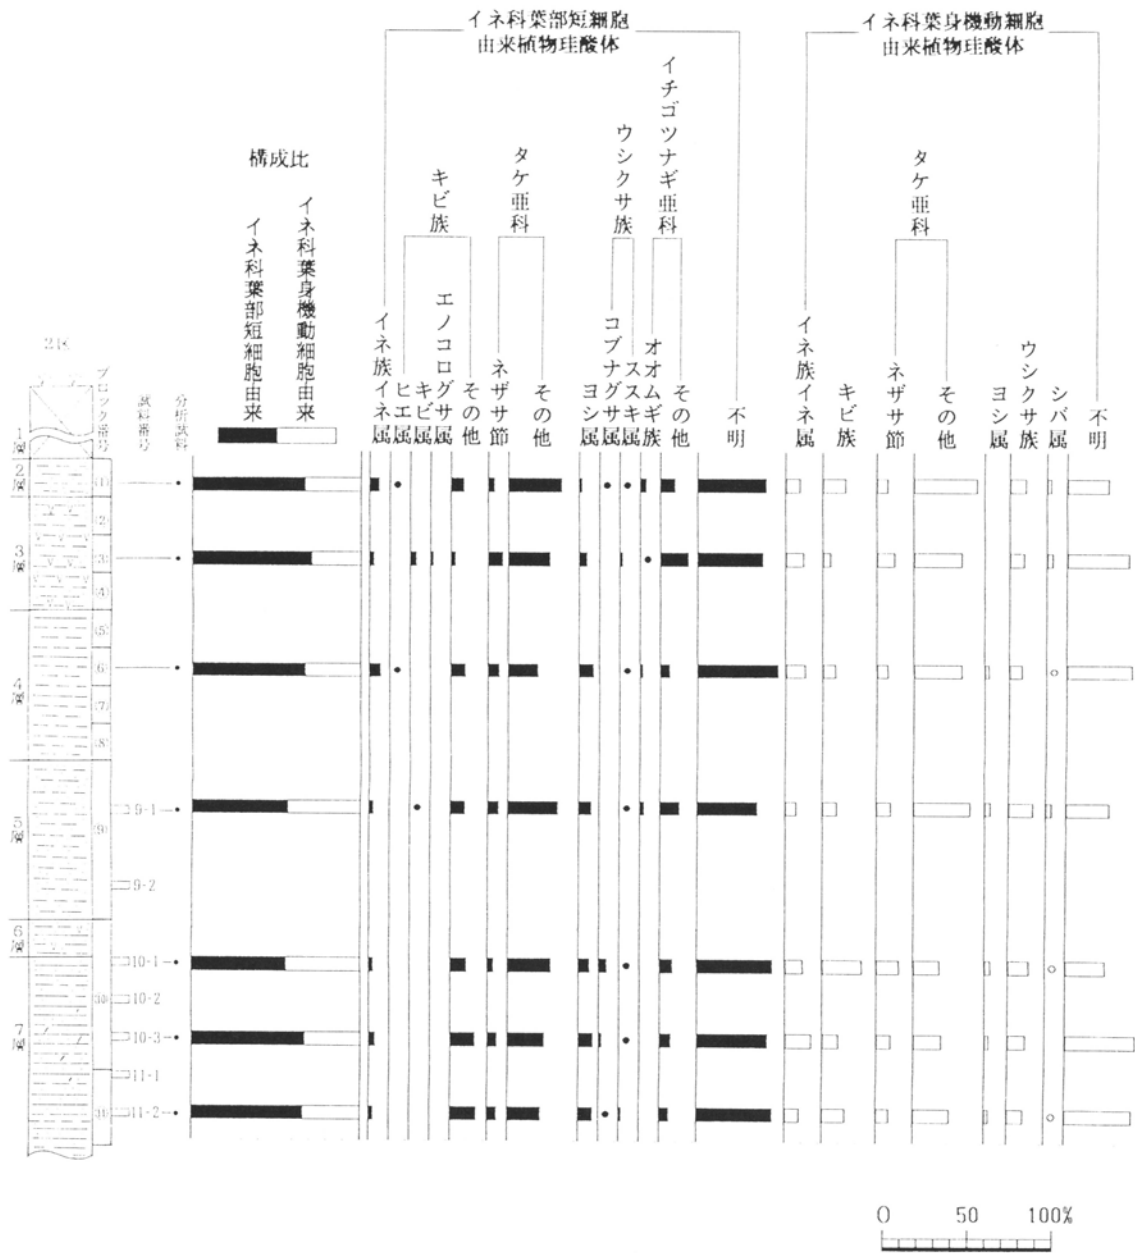 イネ科葉部短細胞
由来植物珪酸体
イネ科葉身機動細胞
由来植物珪酸体
構成比
イネ科葉部短細胞由来
イネ科葉身機動細胞由来
キビ族
タケ亜科
ウシクサ族
イチゴツナギ亜科
タケ亜科
イネ族イネ属
ヒエ属
キビ属
エノコログサ属
その他
ネザサ節
その他
ヨシ属
コブナグサ属
ススキ属
オオムギ族
その他
不明
イネ族イネ属
キビ族
ネザサ節
その他
ヨシ属
ウシクサ族
シバ属
不明
ブロック番号
試料番号
分析試料
1層
2層
(1)
(2)
3層
(3)
(4)
(5)
4層
(6)
(7)
(8)
5層
(9)
9-1
9-2
6層
10-1
10-2
7層
10-3
11-1
11-2
0 50 100%